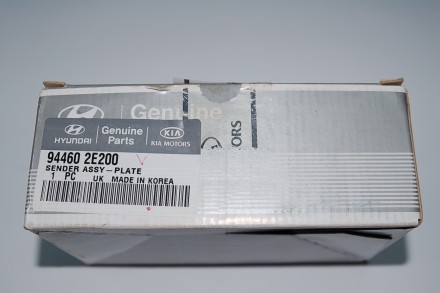 Genuine
ORS
HYUNDAI
Genuine Parts
KIA
KIA MOTORS
94460 2E200
SENDER ASSY-PLATE
1 PC UK MADE IN KOREA